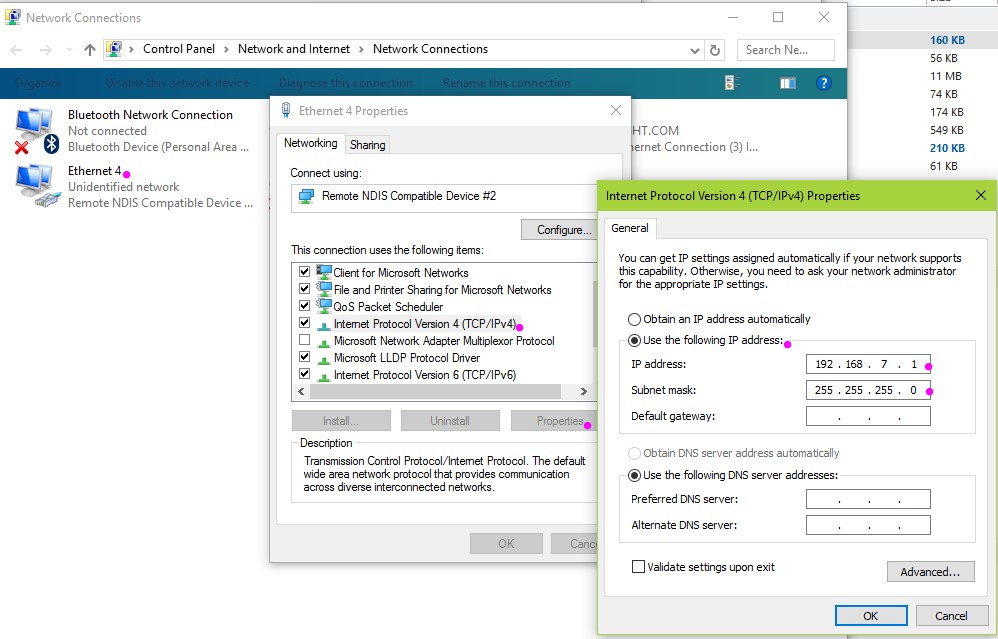 Network Connections
Control Panel > Network and Internet > Network Connections
Search Ne...
Organize
Disable this network device
Diagnose this connection
Rename this connection
?
Bluetooth Network Connection
Not connected
Bluetooth Device (Personal Area ...
Ethernet 4
Unidentified network
Remote NDIS Compatible Device ...
HT.COM
ernet Connection (3) I...
160 KB
56 KB
11 MB
74 KB
174 KB
549 KB
210 KB
61 KB
Ethernet 4 Properties
Networking
Sharing
Connect using:
Remote NDIS Compatible Device #2
Configure...
This connection uses the following items:
Client for Microsoft Networks
File and Printer Sharing for Microsoft Networks
QoS Packet Scheduler
Internet Protocol Version 4 (TCP/IPv4)
Microsoft Network Adapter Multiplexor Protocol
Microsoft LLDP Protocol Driver
Internet Protocol Version 6 (TCP/IPv6)
Install...
Uninstall
Properties
Description
Transmission Control Protocol/Internet Protocol. The default
wide area network protocol that provides communication
across diverse interconnected networks.
OK
Canc
Internet Protocol Version 4 (TCP/IPv4) Properties
General
You can get IP settings assigned automatically if your network supports
this capability. Otherwise, you need to ask your network administrator
for the appropriate IP settings.
Obtain an IP address automatically
Use the following IP address:
IP address:
192 . 168 . 7 . 1
Subnet mask:
255 . 255 . 255 . 0
Default gateway:
. . .
Obtain DNS server address automatically
Use the following DNS server addresses:
Preferred DNS server:
. . .
Alternate DNS server:
. . .
Validate settings upon exit
Advanced...
OK
Cancel